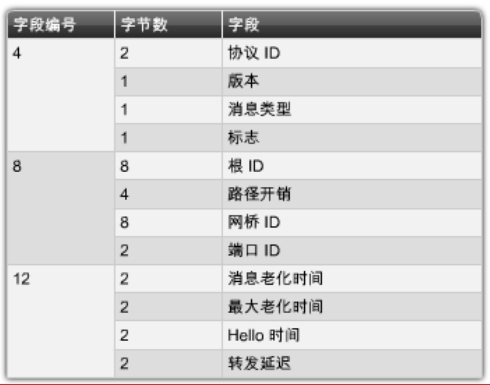 字段编号 字节数 字段
4 2 协议 ID
1 版本
1 消息类型
1 标志
8 8 根 ID
4 路径开销
8 网桥 ID
2 端口 ID
12 2 消息老化时间
2 最大老化时间
2 Hello 时间
2 转发延迟